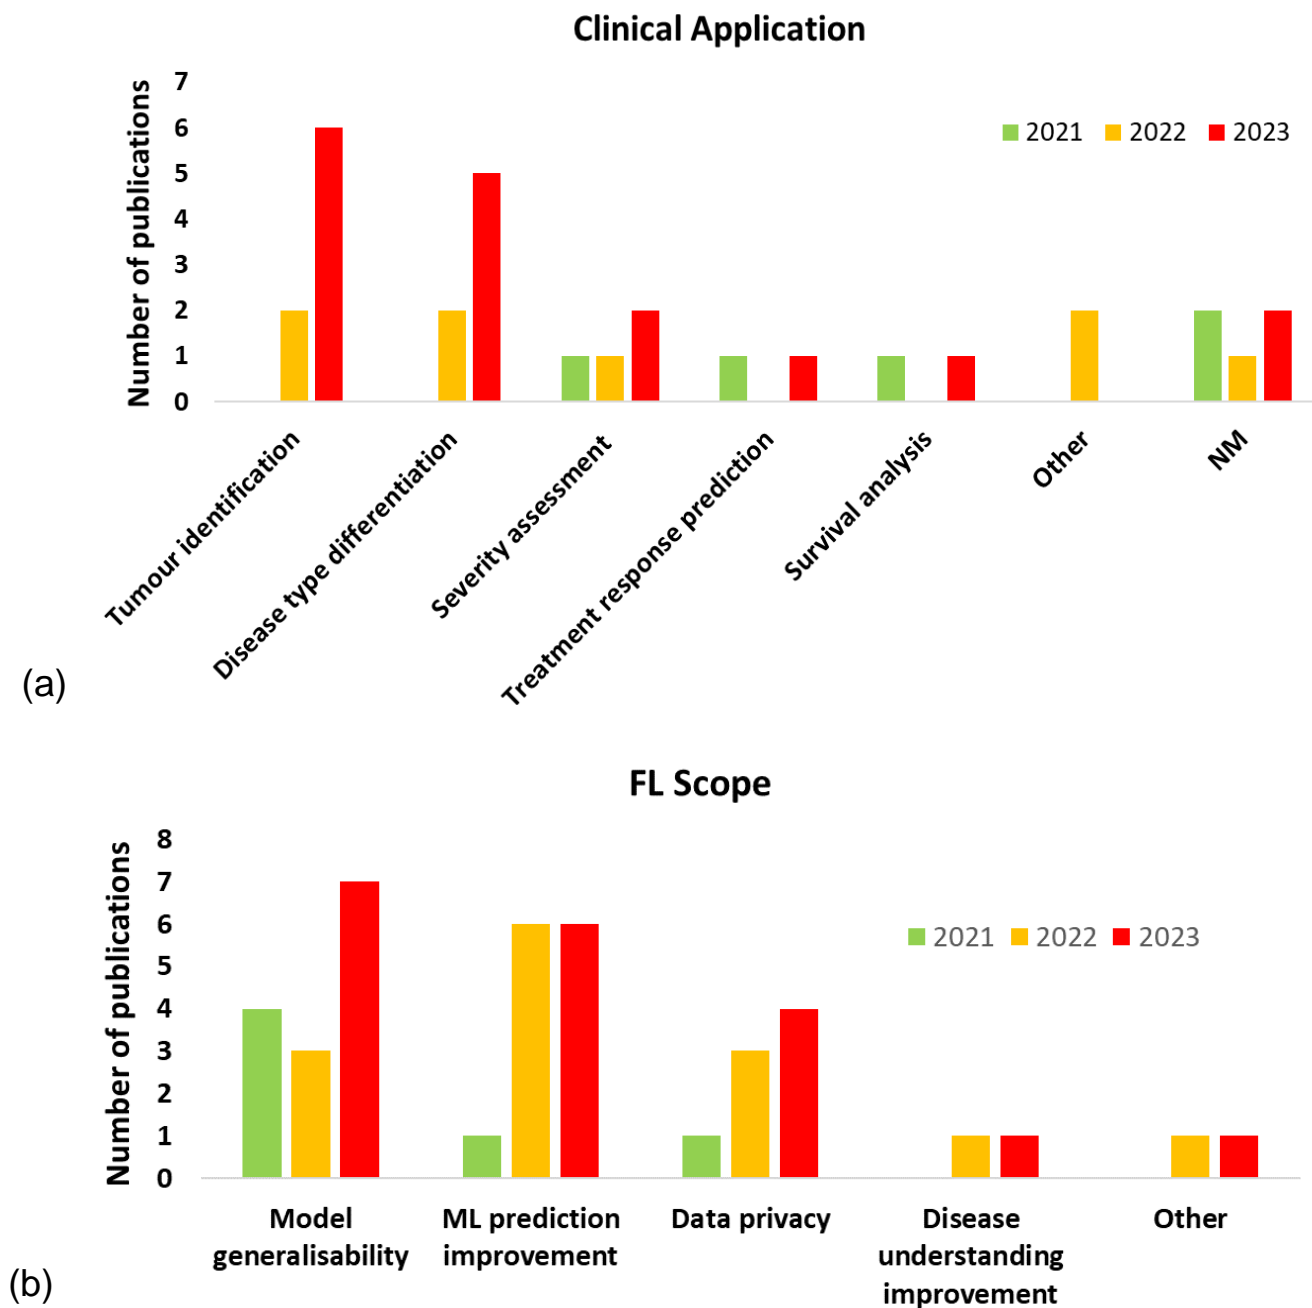 Clinical Application
Number of publications
7
6
5
4
3
2
1
0
2021 2022 2023
Tumour identification
Disease type differentiation
Severity assessment
Treatment response prediction
Survival analysis
Other
NM
(a)
FL Scope
Number of publications
8
7
6
5
4
3
2
1
0
2021 2022 2023
Model
generalisability
ML prediction
improvement
Data privacy
Disease
understanding
improvement
Other
(b)